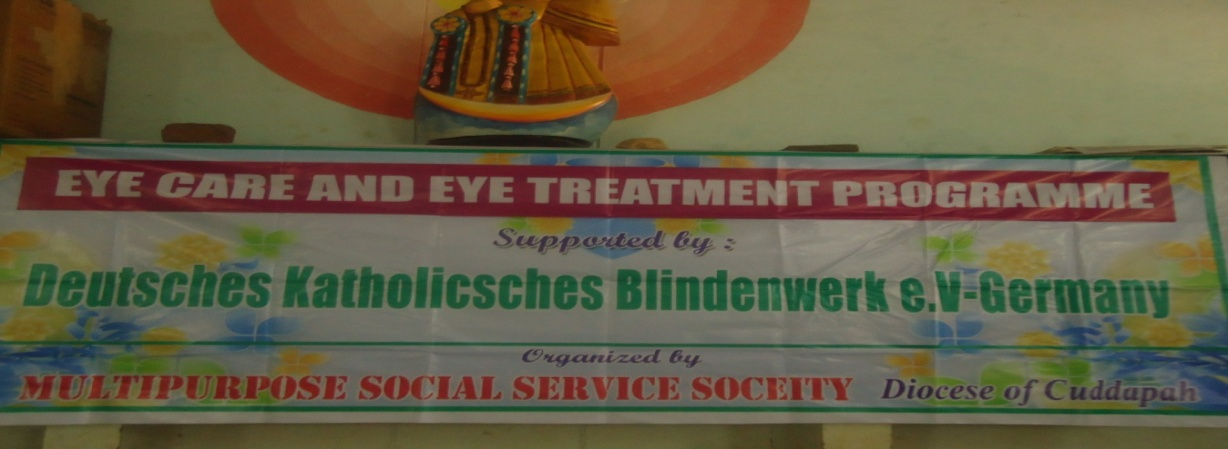 EYE CARE AND EYE TREATMENT PROGRAMME
Supported by :
Deutsches Katholicsches Blindenwerk e.V-Germany
Organized by
MULTIPURPOSE SOCIAL SERVICE SOCEITY Diocese of Cuddapah